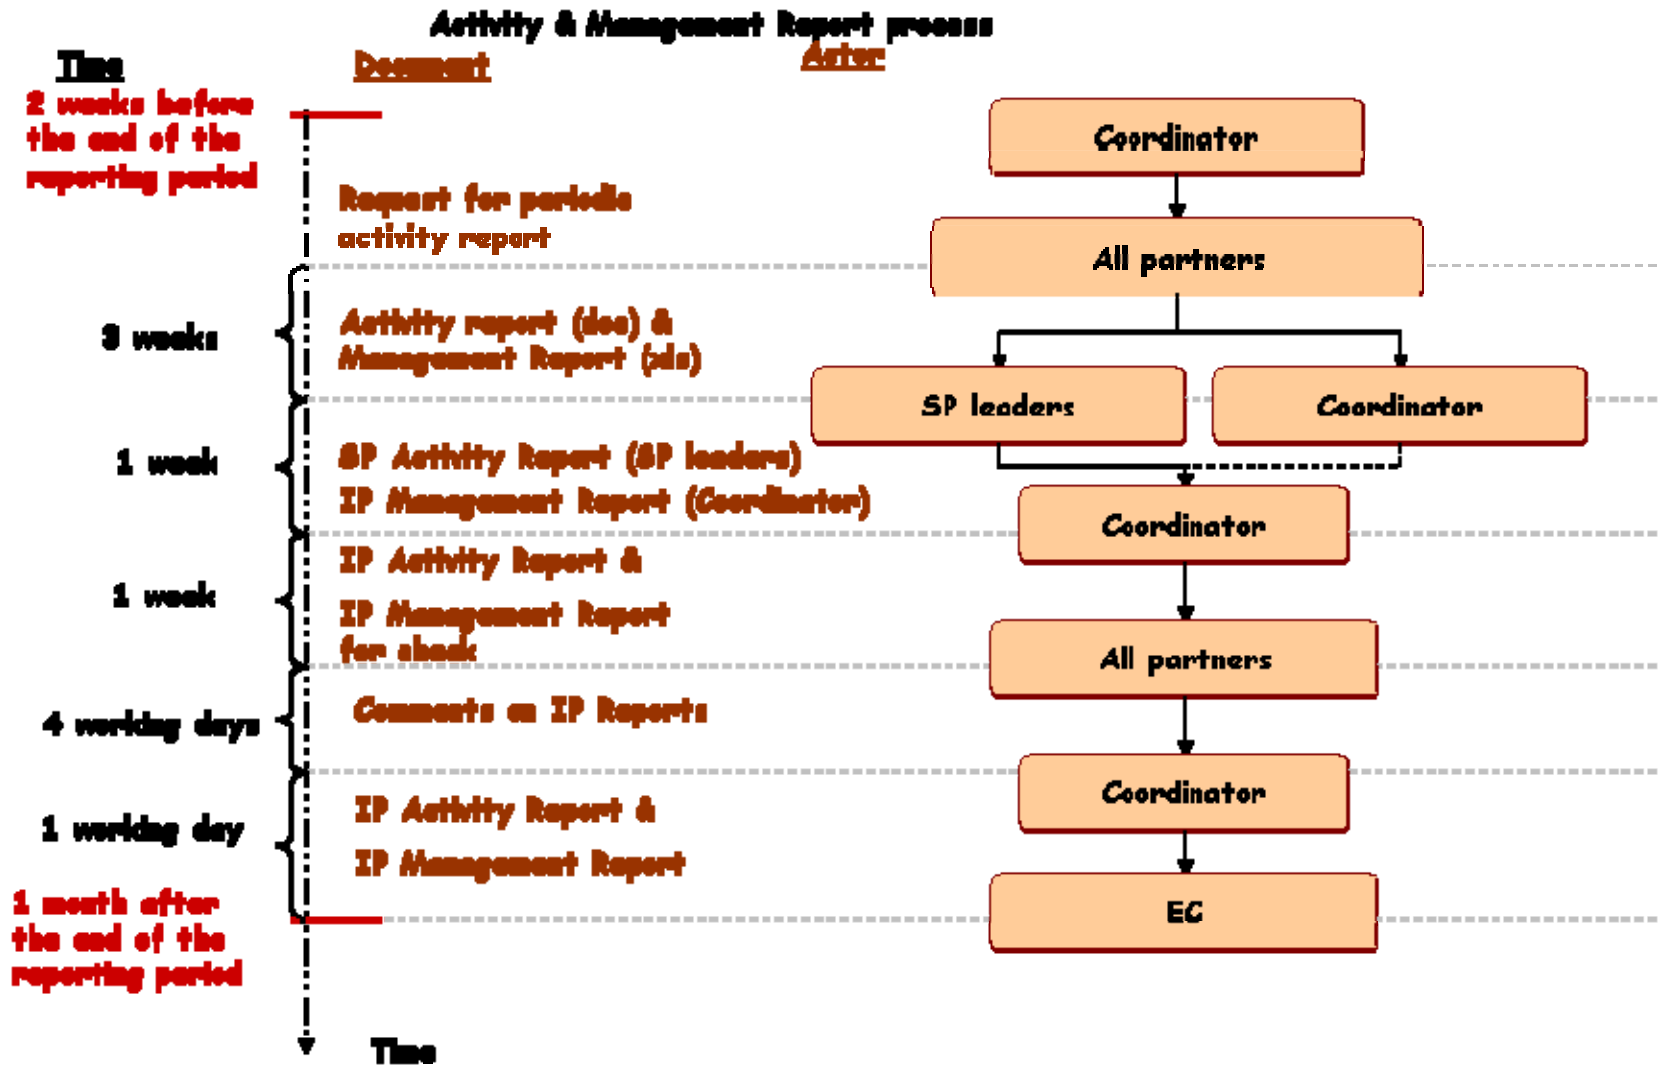 Activity & Management Report process
Time
Document
Actor
2 weeks before
the end of the
reporting period
Coordinator
Request for periodic
activity report
All partners
3 weeks
Activity report (doc) &
Management Report (xls)
SP leaders
Coordinator
1 week
SP Activity Report (SP leaders)
IP Management Report (Coordinator)
Coordinator
1 week
IP Activity Report &
IP Management Report
for check
All partners
4 working days
Comments on IP Reports
Coordinator
1 working day
IP Activity Report &
IP Management Report
EC
1 month after
the end of the
reporting period
Time